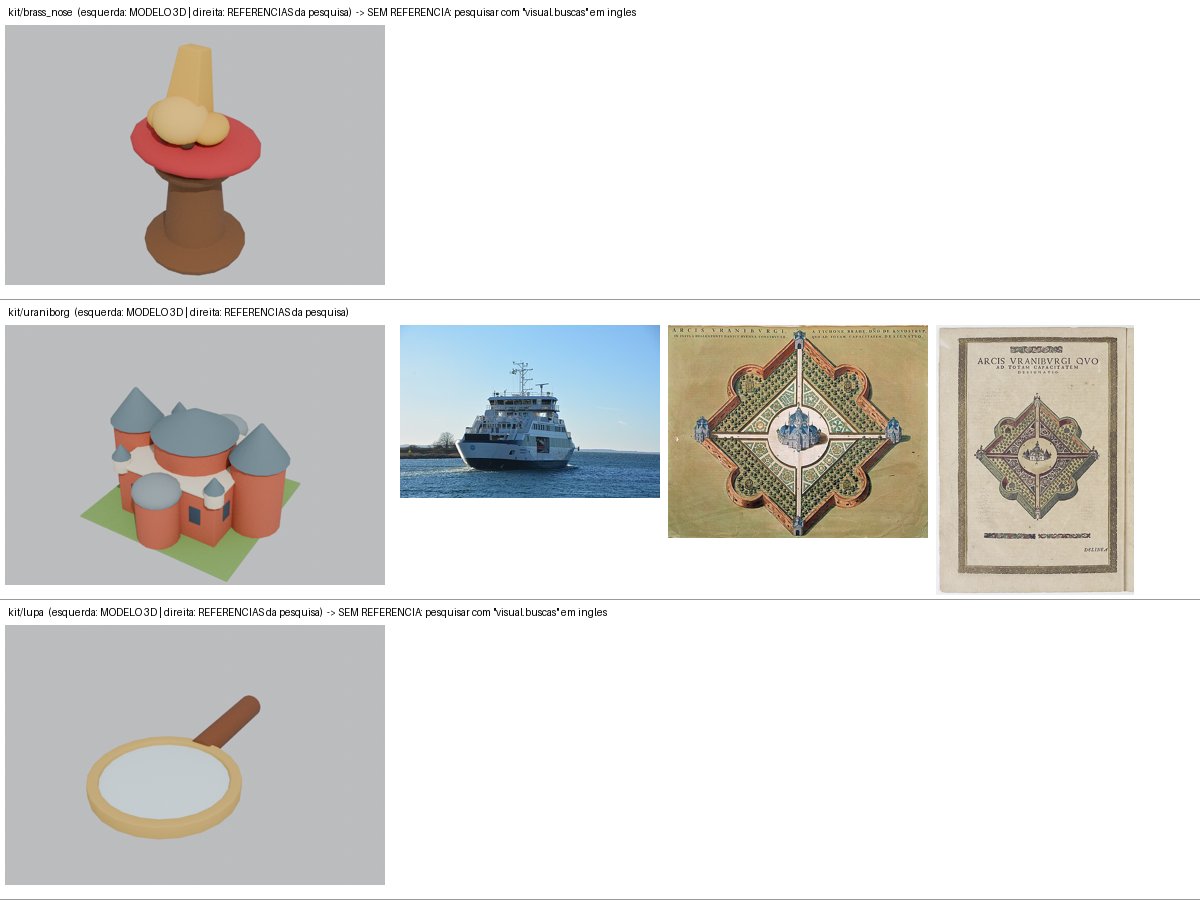 kit/brass_nose (esquerda: MODELO 3D | direita: REFERENCIAS da pesquisa) -> SEM REFERENCIA: pesquisar com "visual.buscas" em ingles
kit/uraniborg (esquerda: MODELO 3D | direita: REFERENCIAS da pesquisa)
ARCIS VRANIBVRGI,
ARCIS VRANIBVRGI QVO
AD TOTAM CAPACITATEM
DESIGNATIO
DELINEA
kit/lupa (esquerda: MODELO 3D | direita: REFERENCIAS da pesquisa) -> SEM REFERENCIA: pesquisar com "visual.buscas" em ingles